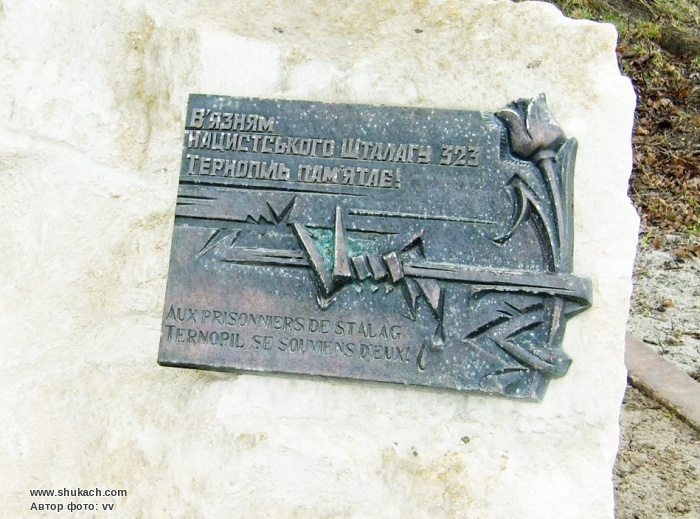 В'ЯЗНЯМ
НАЦИСТСЬКОГО ШТАЛАГУ 323
ТЕРНОПІЛЬ ПАМ'ЯТАЄ!
AUX PRISONNIERS DE STALAG
TERNOPIL SE SOUVIENS D'EUX!
www.shukach.com
Автор фото: vv